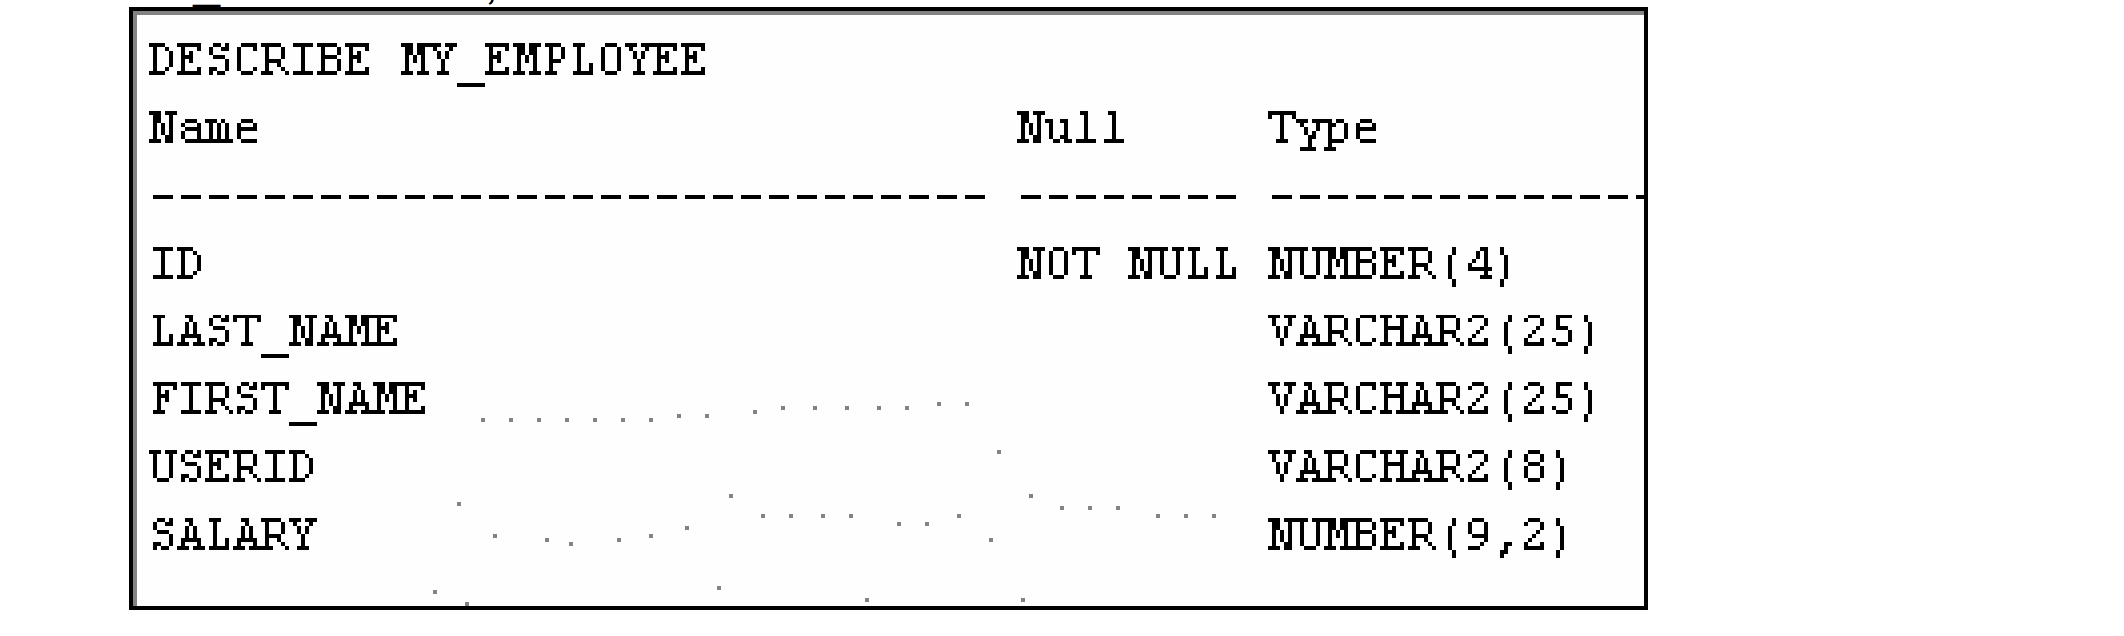 DESCRIBE MY_EMPLOYEE
Name Null Type
------------------------------ -------- --------------
ID NOT NULL NUMBER(4)
LAST_NAME VARCHAR2(25)
FIRST_NAME VARCHAR2(25)
USERID VARCHAR2(8)
SALARY NUMBER(9,2)